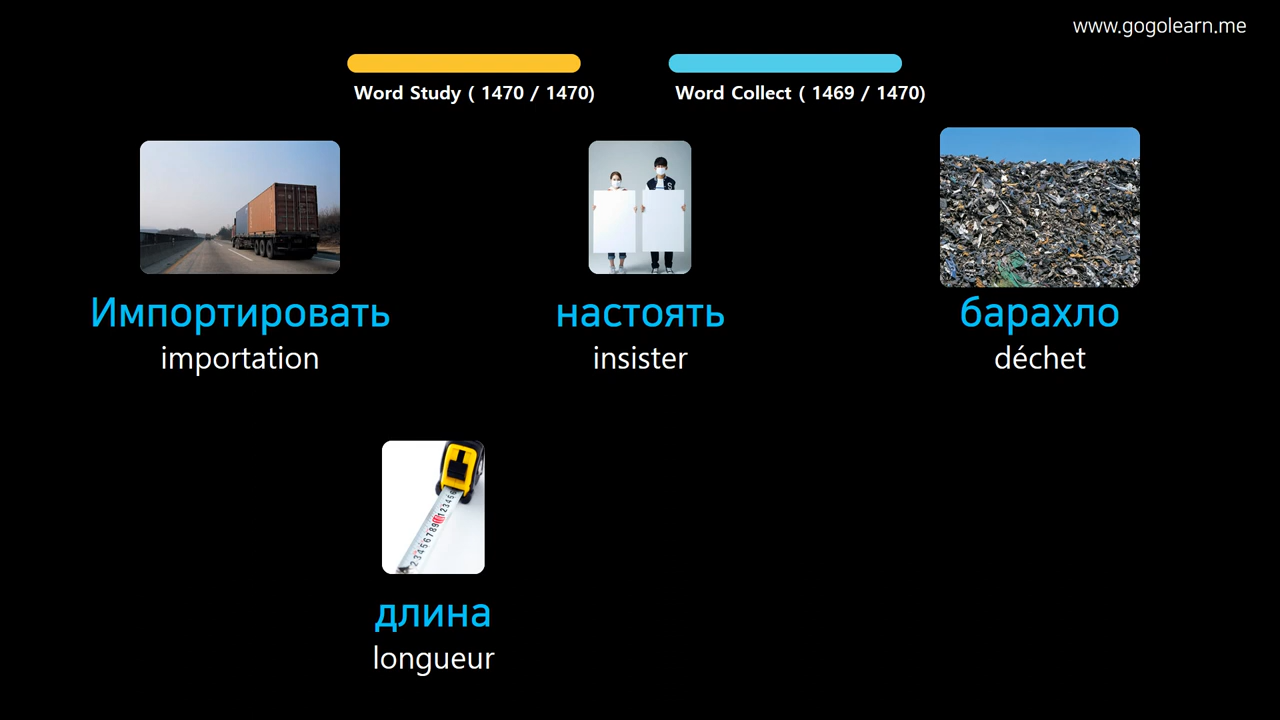 www.gogolearn.me
Word Study ( 1470 / 1470)
Word Collect ( 1469 / 1470)
Импортировать
importation
настоять
insister
барахло
déchet
длина
longueur